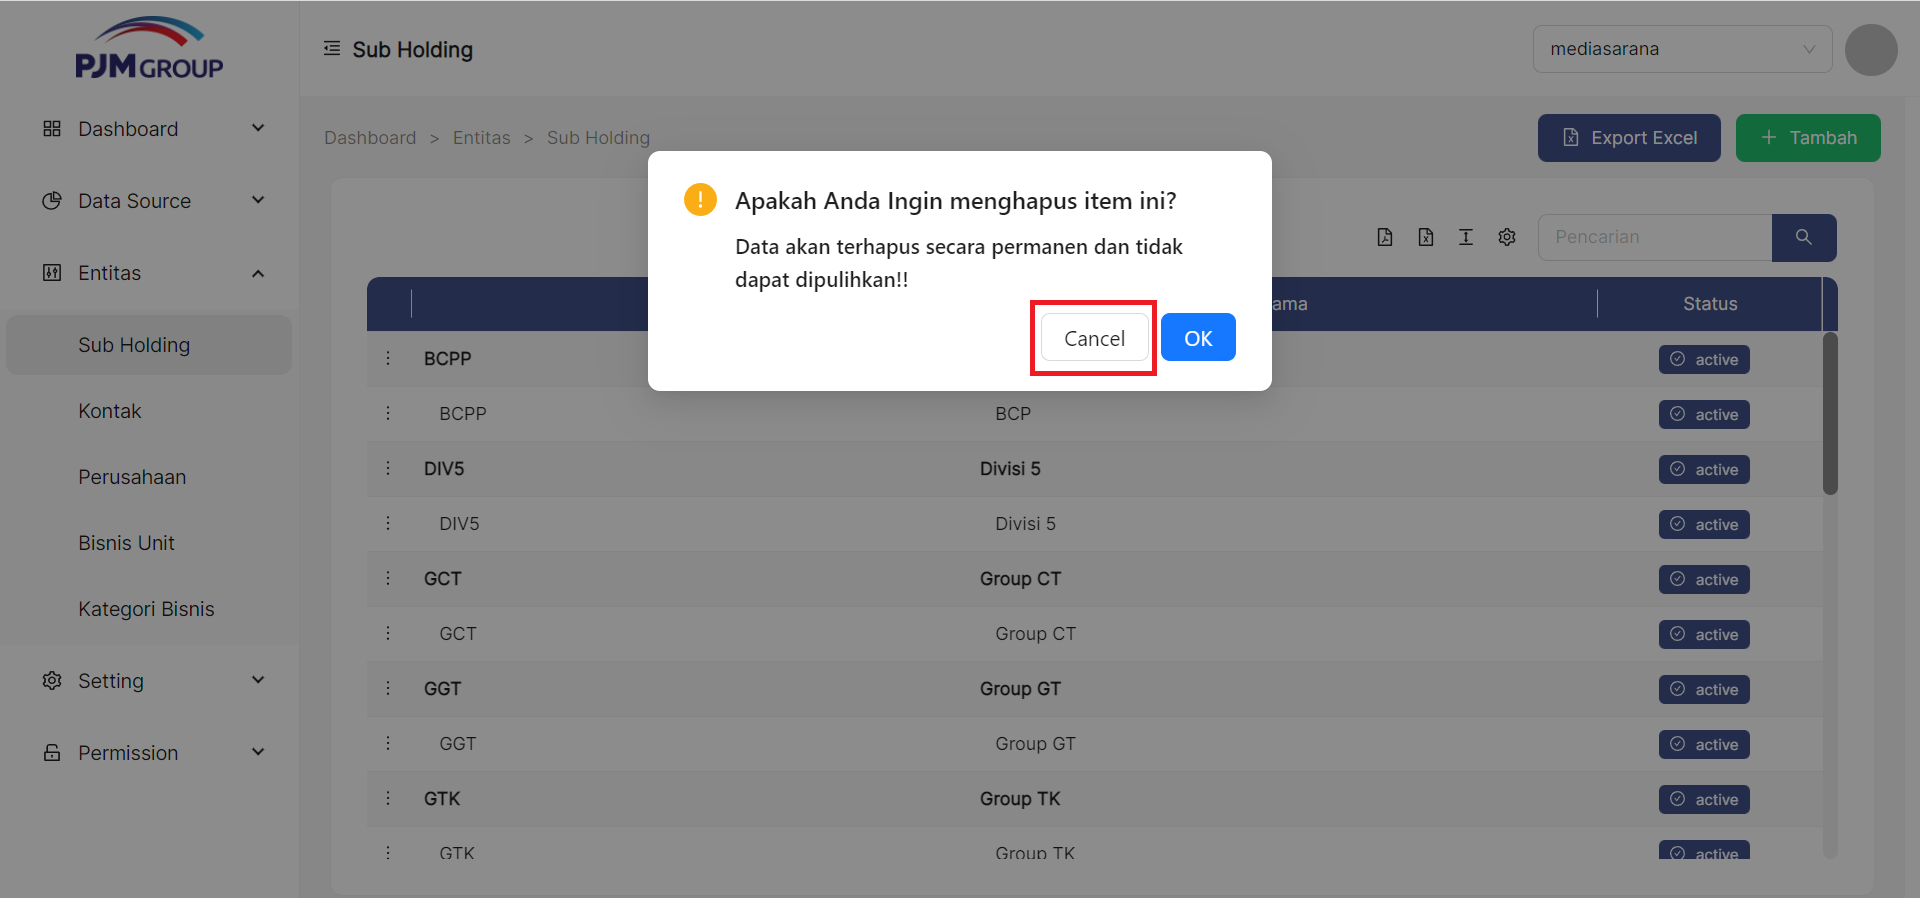 PJM GROUP
Sub Holding
mediasarana
Dashboard
Data Source
Entitas
Sub Holding
Kontak
Perusahaan
Bisnis Unit
Kategori Bisnis
Setting
Permission
Dashboard > Entitas > Sub Holding
Export Excel
+ Tambah
Apakah Anda Ingin menghapus item ini?
Data akan terhapus secara permanen dan tidak
dapat dipulihkan!!
Cancel
OK
Pencarian
ama
Status
BCPP
active
BCPP
BCP
active
DIV5
Divisi 5
active
DIV5
Divisi 5
active
GCT
Group CT
active
GCT
Group CT
active
GGT
Group GT
active
GGT
Group GT
active
GTK
Group TK
active
GTK
Group TK
active